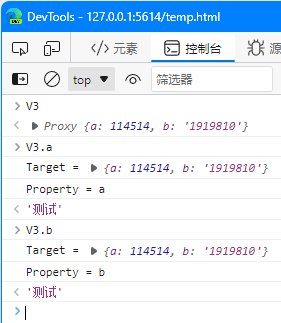 DevTools - 127.0.0.1:5614/temp.html
</> 元素
控制台
top
筛选器
> V3
< ▶ Proxy {a: 114514, b: '1919810'}
> V3.a
Target = ▶ {a: 114514, b: '1919810'}
Property = a
< '测试'
> V3.b
Target = ▶ {a: 114514, b: '1919810'}
Property = b
< '测试'
>